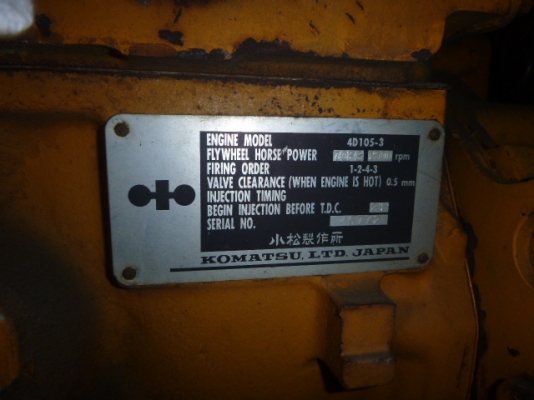 ENGINE MODEL 4D105-3
FLYWHEEL HORSE POWER rpm
FIRING ORDER 1-2-4-3
VALVE CLEARANCE (WHEN ENGINE IS HOT) 0.5 mm
INJECTION TIMING
BEGIN INJECTION BEFORE T.D.C.
SERIAL NO.
小松製作所
KOMATSU, LTD. JAPAN